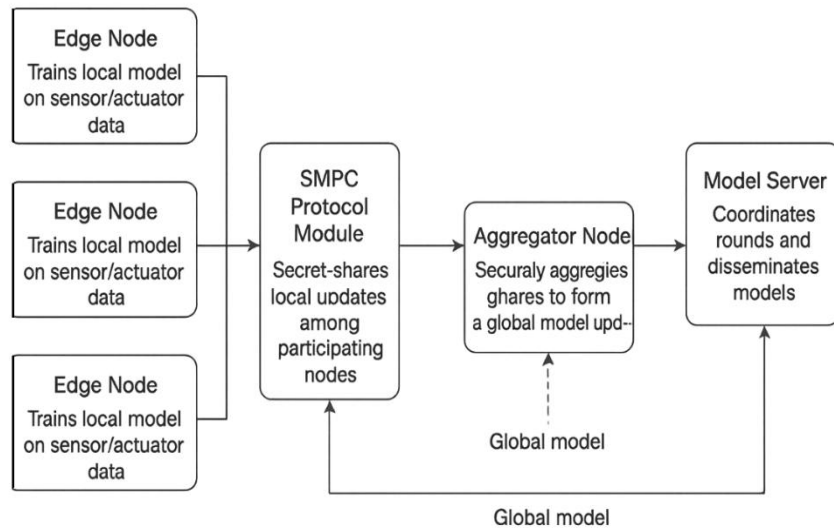 Edge Node
Trains local model
on sensor/actuator
data
Edge Node
Trains local model
on sensor/actuator
data
Edge Node
Trains local model
on sensor/actuator
data
SMPC
Protocol
Module
Secret-shares
local updates
among
participating
nodes
Aggregator Node
Securaly aggregies
ghares to form
a global model upd--
Model Server
Coordinates
rounds and
disseminates
models
Global model
Global model